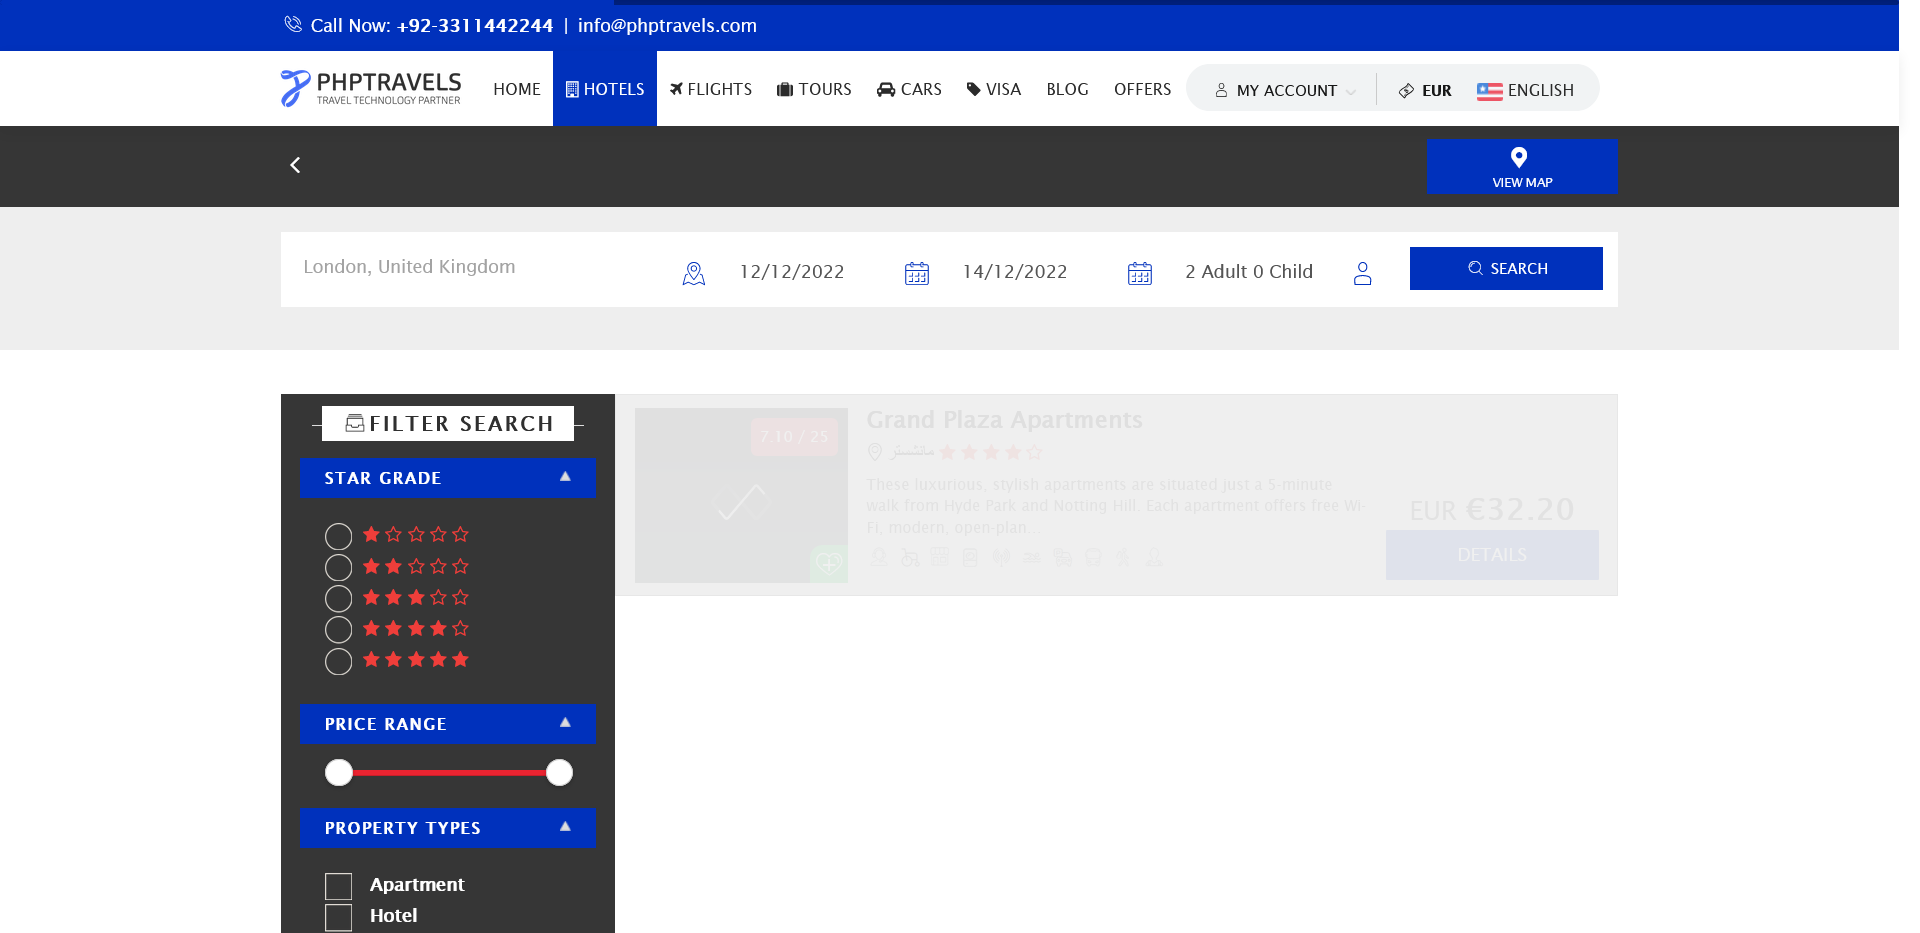 Call Now: +92-3311442244 | info@phptravels.com
PHPTRAVELS
TRAVEL TECHNOLOGY PARTNER
HOME HOTELS FLIGHTS TOURS CARS VISA BLOG OFFERS MY ACCOUNT EUR ENGLISH
VIEW MAP
London, United Kingdom 12/12/2022 14/12/2022 2 Adult 0 Child SEARCH
FILTER SEARCH
STAR GRADE
PRICE RANGE
PROPERTY TYPES
Apartment
Hotel
Grand Plaza Apartments
7.10 / 25
مانشستر
These luxurious, stylish apartments are situated just a 5-minute
walk from Hyde Park and Notting Hill. Each apartment offers free Wi-
Fi, modern, open-plan...
EUR €32.20
DETAILS